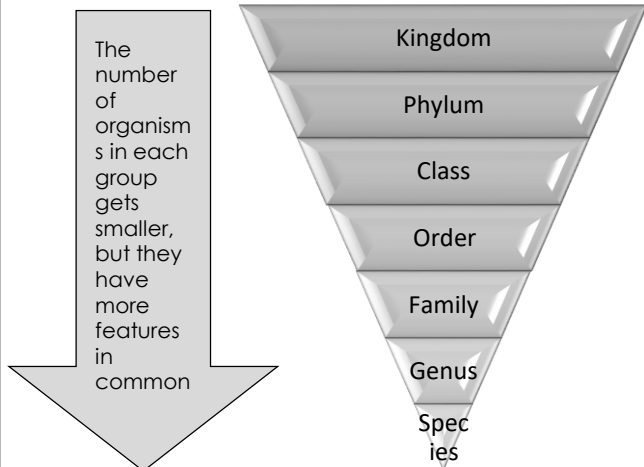 The
number
of
organism
s in each
group
gets
smaller,
but they
have
more
features
in
common
Kingdom
Phylum
Class
Order
Family
Genus
Spec
ies